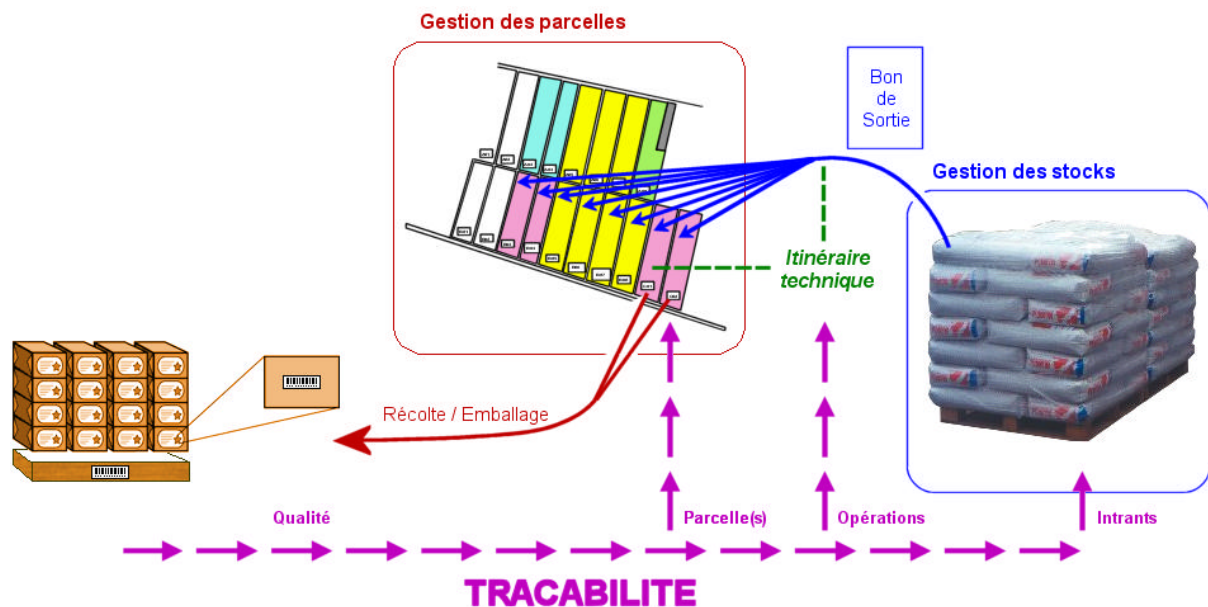 Gestion des parcelles
Bon
de
Sortie
Gestion des stocks
Itinéraire
technique
Récolte / Emballage
Qualité
Parcelle(s)
Opérations
Intrants
TRACABILITE